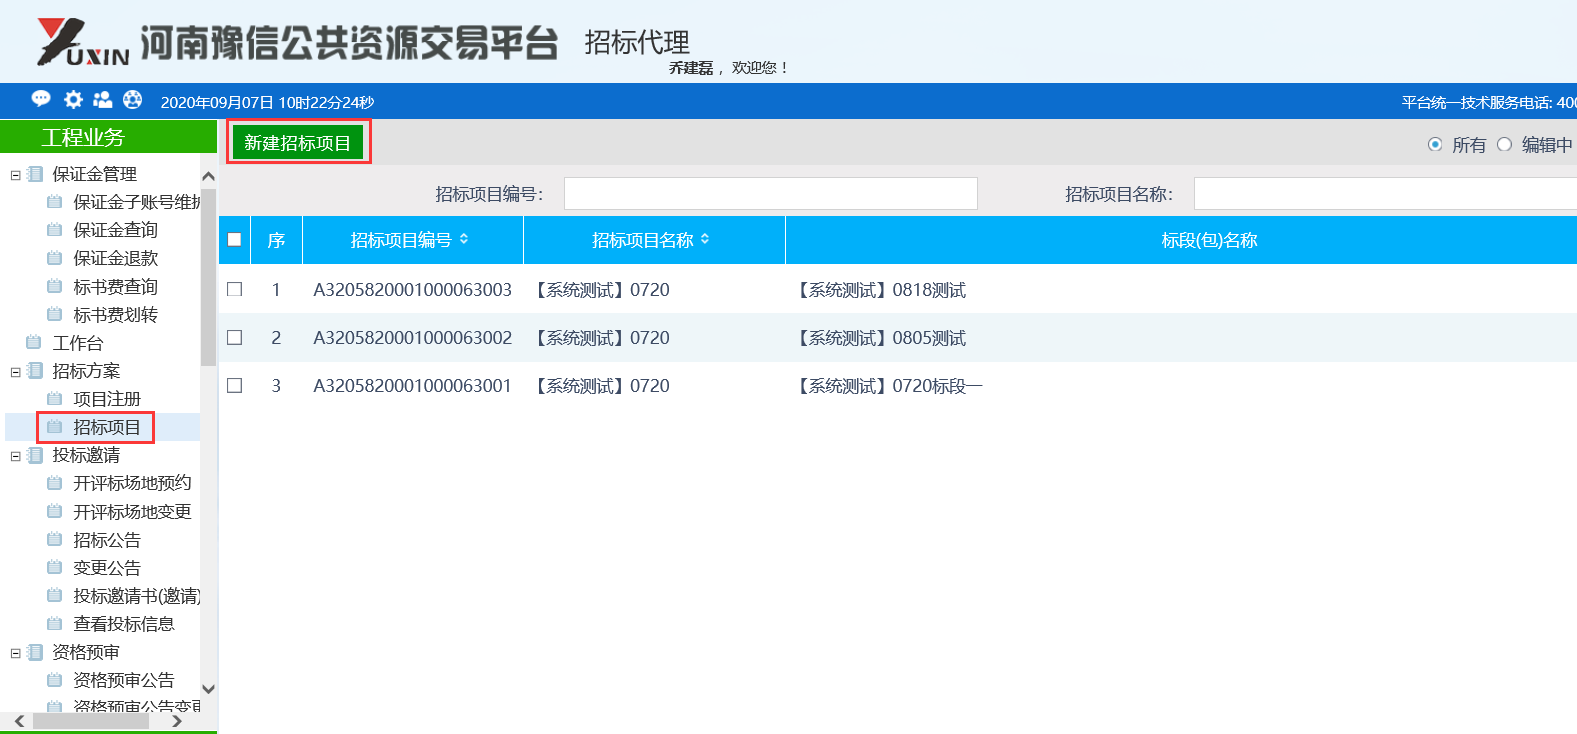 YUXIN 河南豫信公共资源交易平台 招标代理
乔建磊 ，欢迎您！
2020年09月07日 10时22分24秒
平台统一技术服务电话: 400
工程业务
保证金管理
保证金子账号维护
保证金查询
保证金退款
标书费查询
标书费划转
工作台
招标方案
项目注册
招标项目
投标邀请
开评标场地预约
开评标场地变更
招标公告
变更公告
投标邀请书(邀请)
查看投标信息
资格预审
资格预审公告
资格预审公告变更
新建招标项目
所有 编辑中
招标项目编号： 招标项目名称：
序 招标项目编号 招标项目名称 标段(包)名称
1 A3205820001000063003 【系统测试】0720 【系统测试】0818测试
2 A3205820001000063002 【系统测试】0720 【系统测试】0805测试
3 A3205820001000063001 【系统测试】0720 【系统测试】0720标段一